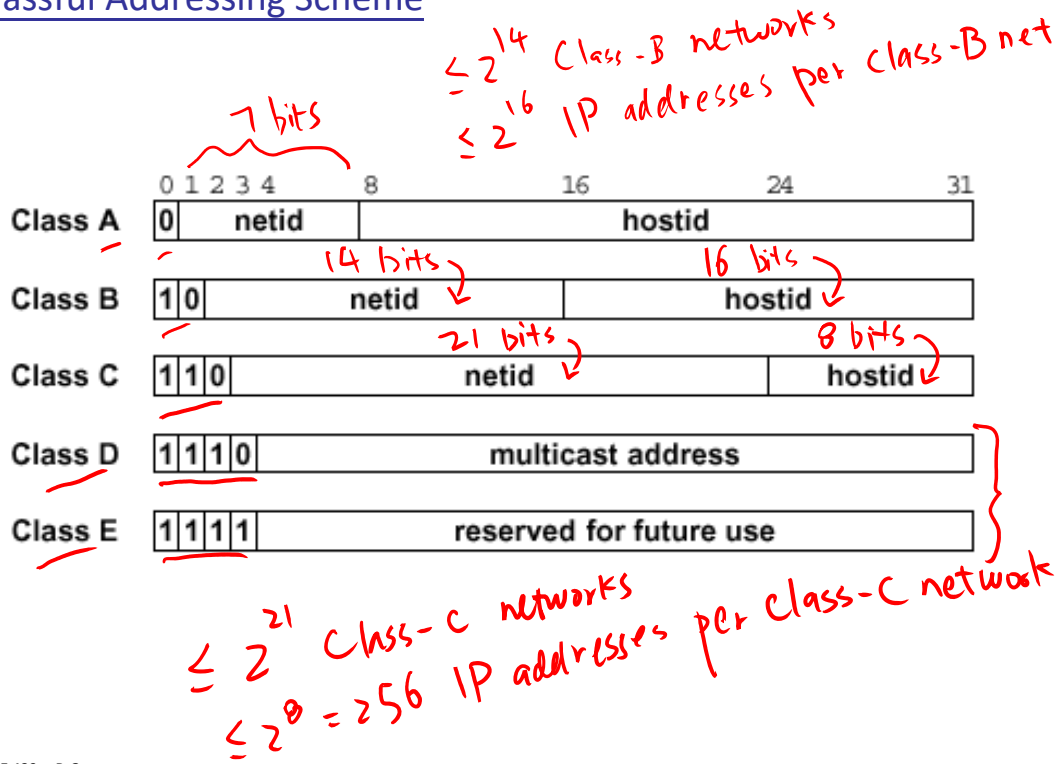 assful Addressing Scheme
≤ 2^14 Class-B networks
≤ 2^16 IP addresses per class-B net
7 bits
0 1 2 3 4 8 16 24 31
Class A 0 netid hostid
14 bits 16 bits
Class B 1 0 netid hostid
21 bits 8 bits
Class C 1 1 0 netid hostid
Class D 1 1 1 0 multicast address
Class E 1 1 1 1 reserved for future use
≤ 2^21 Class-C networks
≤ 2^8 = 256 IP addresses per Class-C network